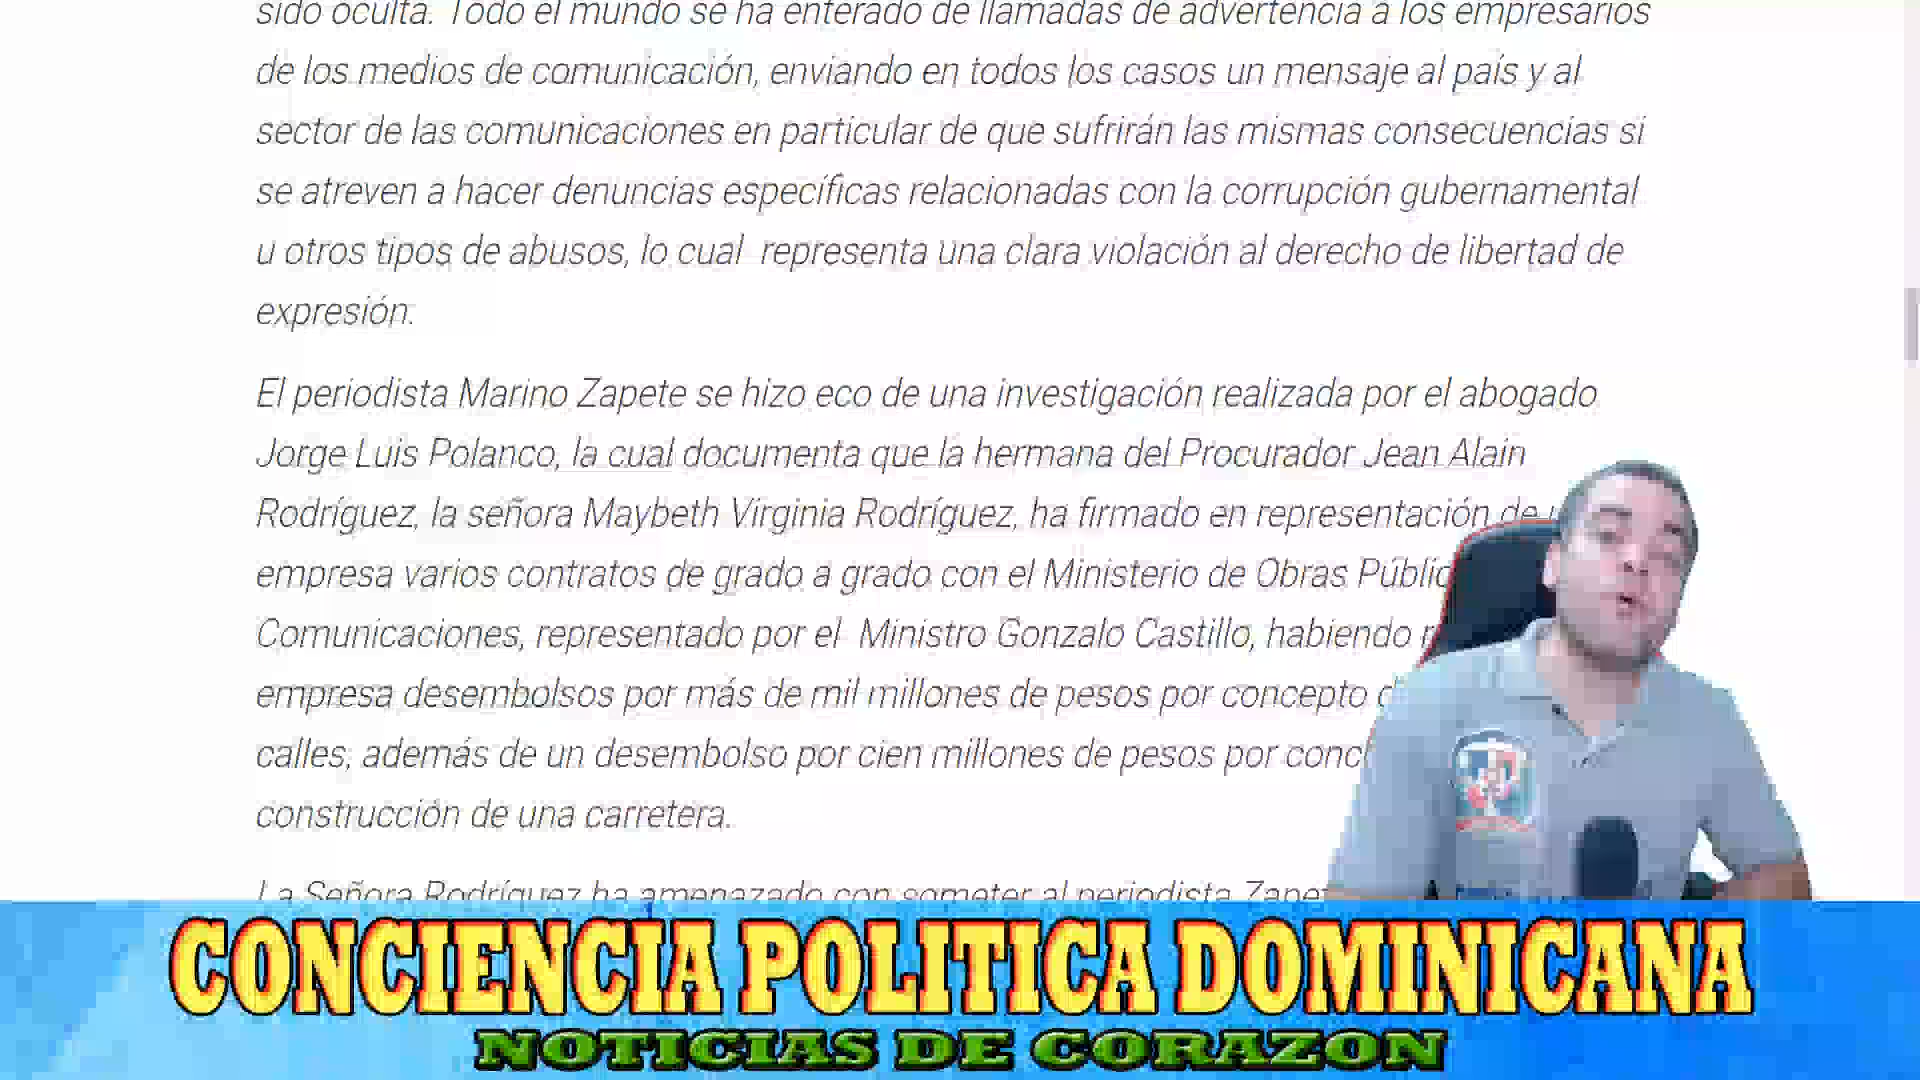 sido oculta. Todo el mundo se ha enterado de llamadas de advertencia a los empresarios
de los medios de comunicación, enviando en todos los casos un mensaje al país y al
sector de las comunicaciones en particular de que sufrirán las mismas consecuencias si
se atreven a hacer denuncias específicas relacionadas con la corrupción gubernamental
u otros tipos de abusos, lo cual representa una clara violación al derecho de libertad de
expresión.
El periodista Marino Zapete se hizo eco de una investigación realizada por el abogado
Jorge Luis Polanco, la cual documenta que la hermana del Procurador Jean Alain
Rodríguez, la señora Maybeth Virginia Rodríguez, ha firmado en representación de
empresa varios contratos de grado a grado con el Ministerio de Obras
Comunicaciones, representado por el Ministro Gonzalo Castillo, habiendo
empresa desembolsos por más de mil millones de pesos por concepto
calles, además de un desembolso por cien millones de pesos por
construcción de una carretera.
La Señora Rodríguez ha amenazado con someter al periodista
CONCIENCIA POLITICA DOMINICANA
NOTICIAS DE CORAZON